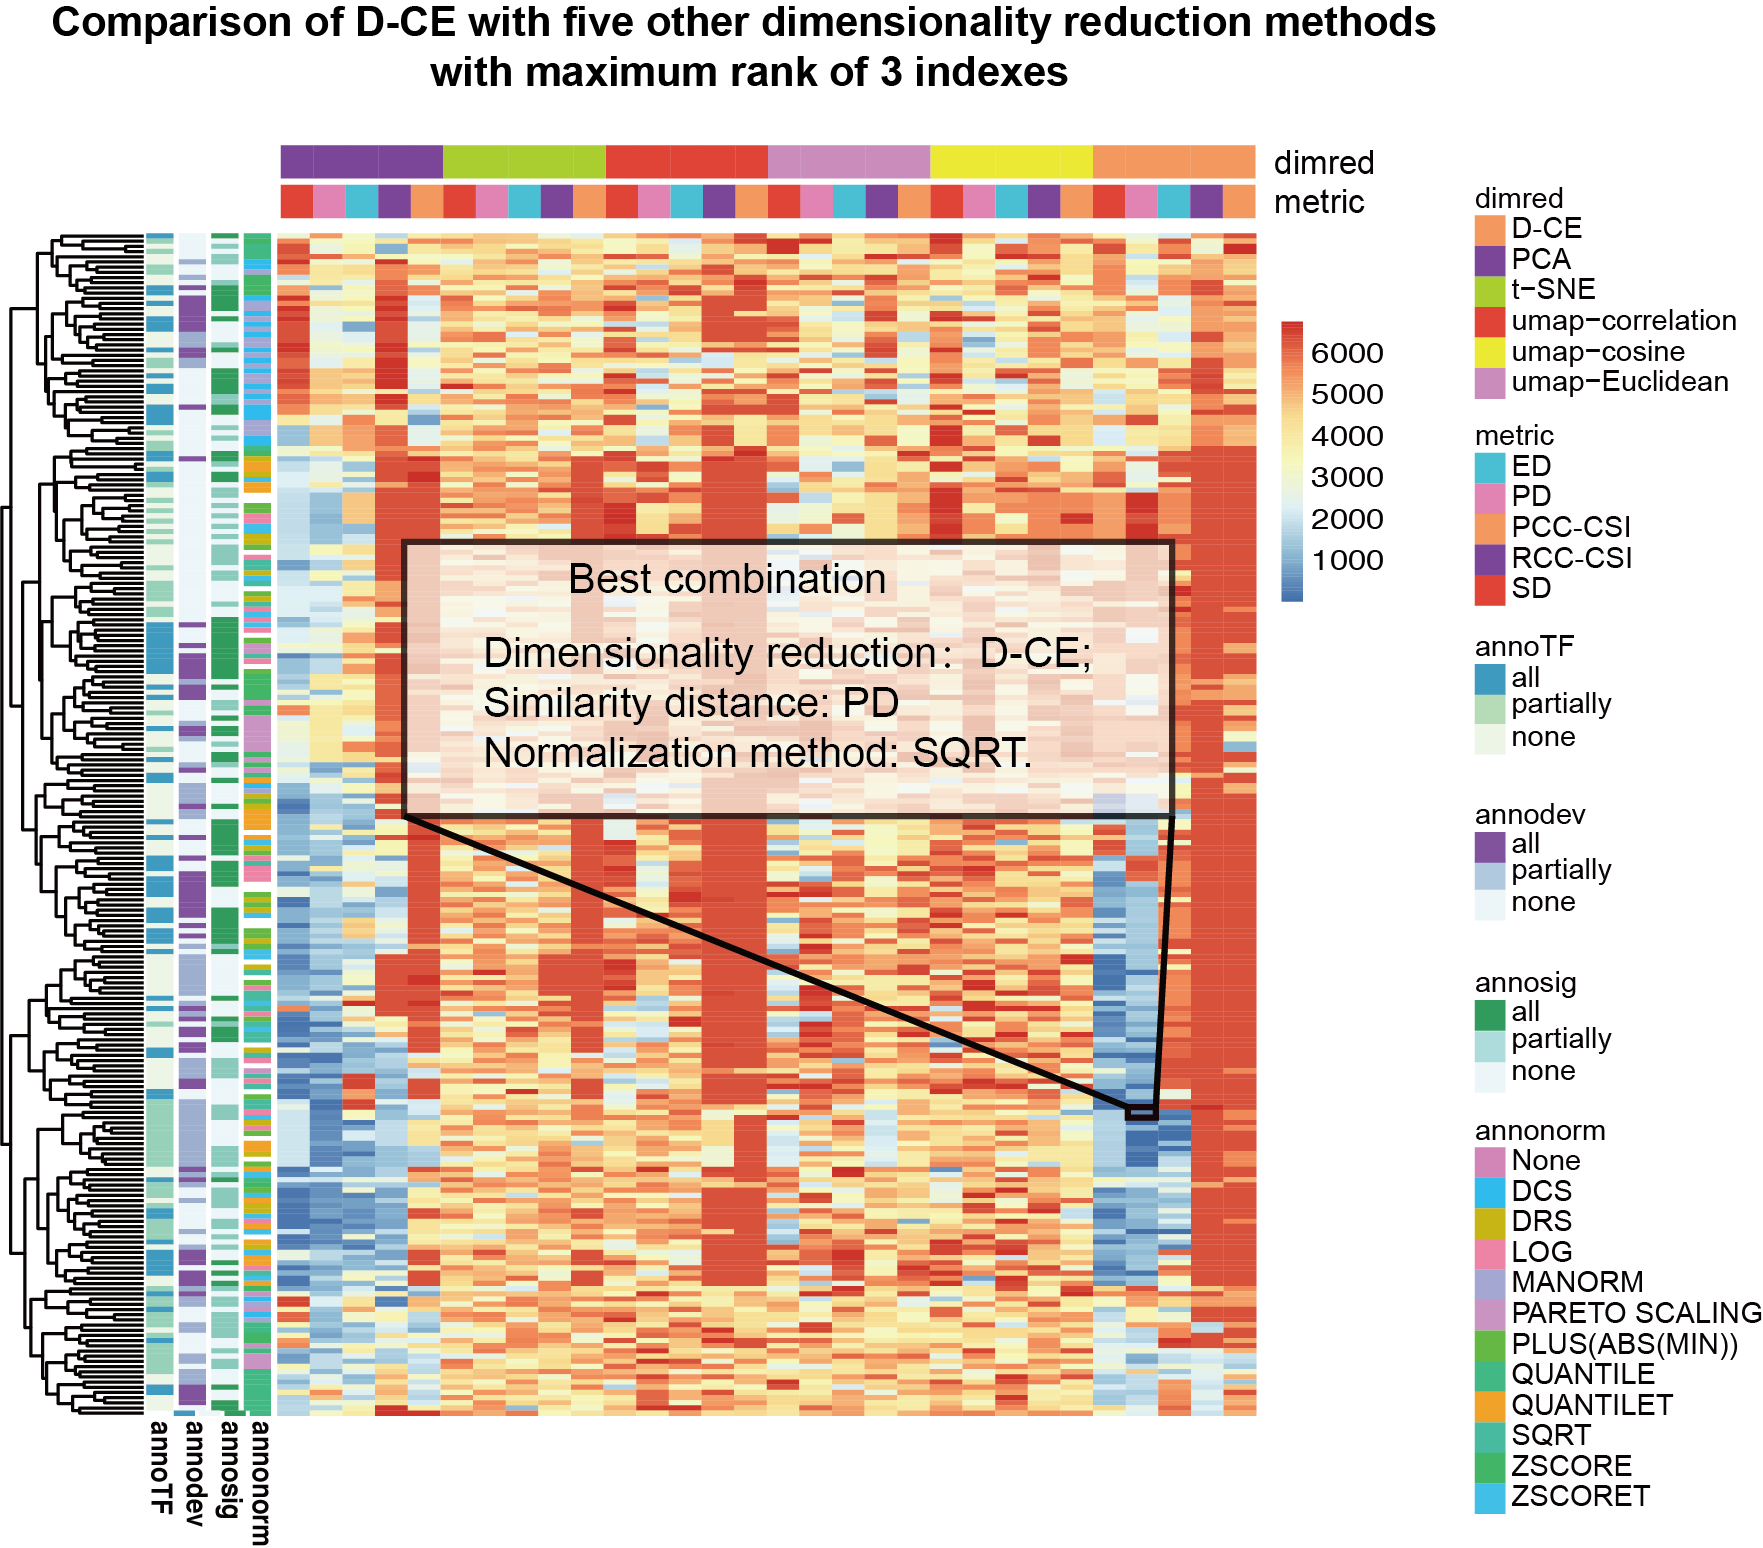 Comparison of D-CE with five other dimensionality reduction methods
with maximum rank of 3 indexes
dimred
metric
6000
5000
4000
3000
2000
1000
Best combination
Dimensionality reduction: D-CE;
Similarity distance: PD
Normalization method: SQRT.
annoTF
annodev
annosig
annonorm
dimred
D-CE
PCA
t-SNE
umap-correlation
umap-cosine
umap-Euclidean
metric
ED
PD
PCC-CSI
RCC-CSI
SD
annoTF
all
partially
none
annodev
all
partially
none
annosig
all
partially
none
annonorm
None
DCS
DRS
LOG
MANORM
PARETO SCALING
PLUS(ABS(MIN))
QUANTILE
QUANTILET
SQRT
ZSCORE
ZSCORET